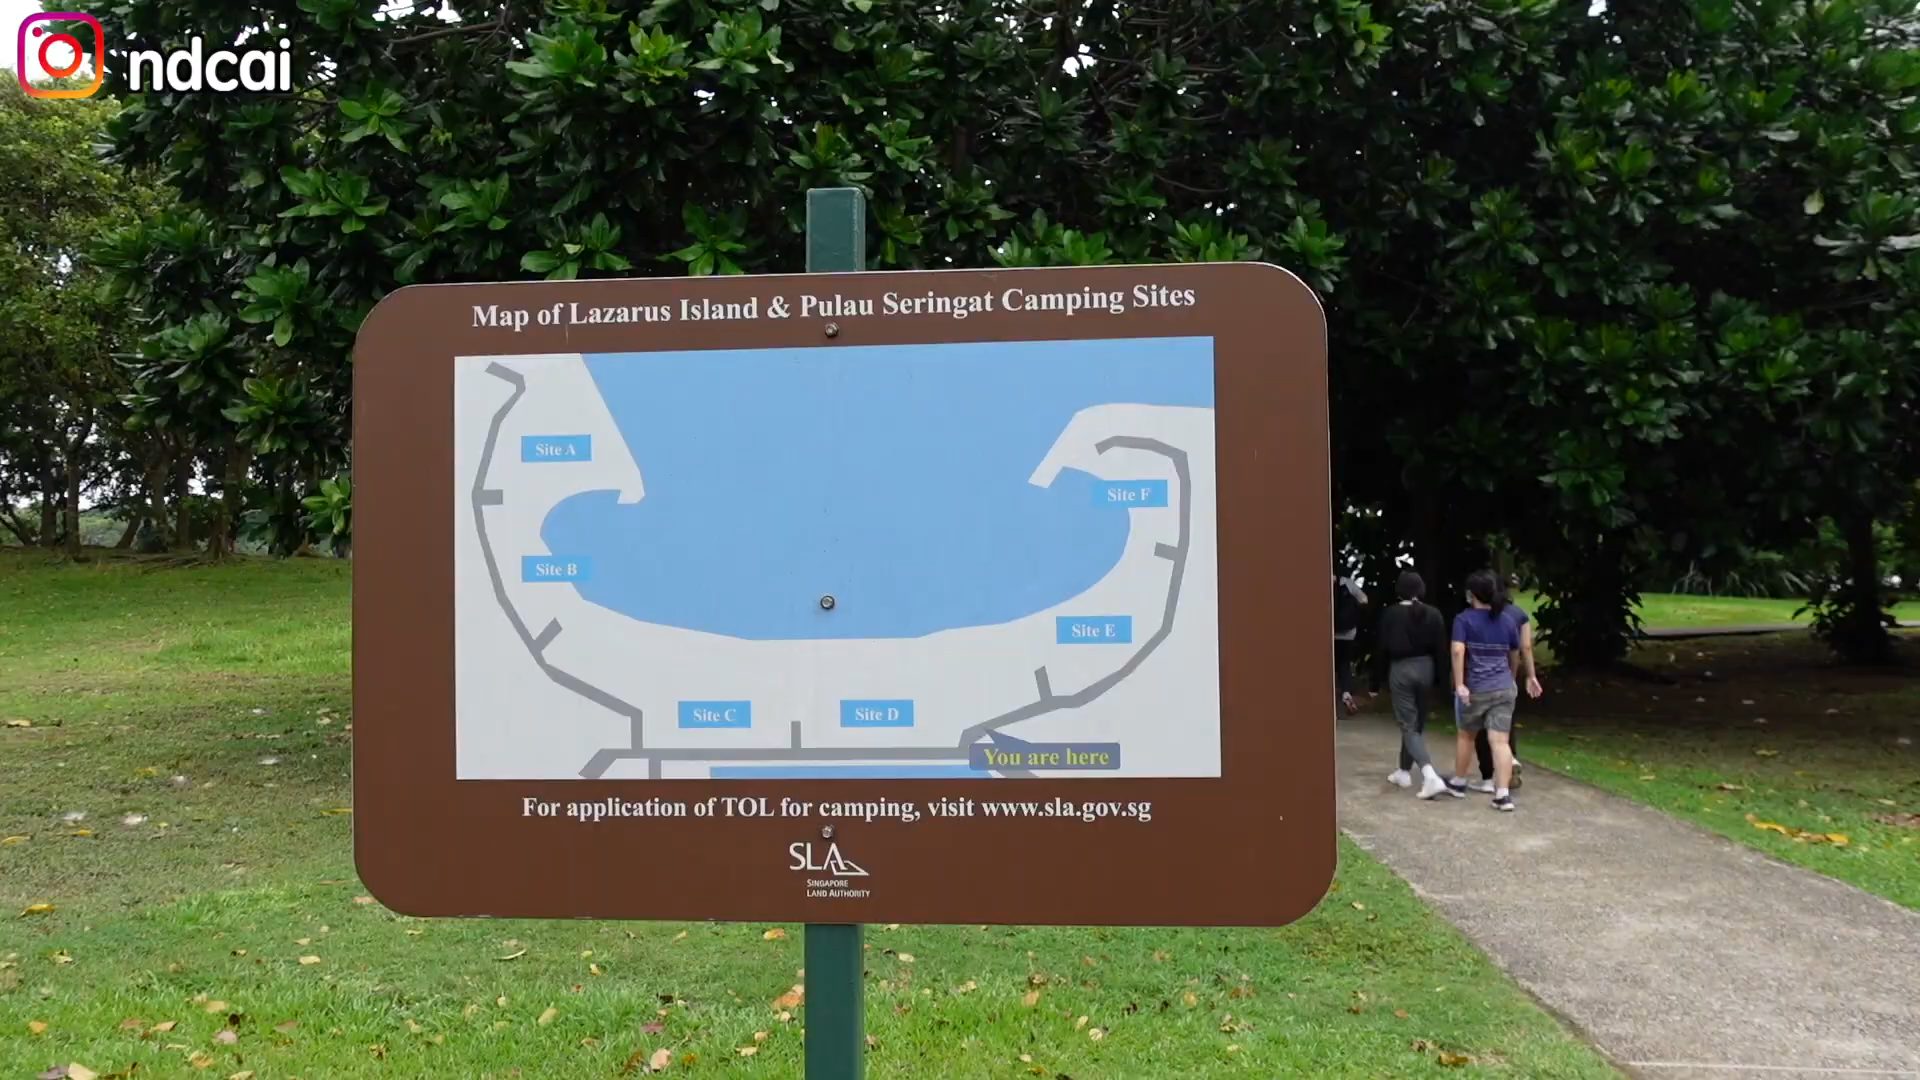 ndcai
Map of Lazarus Island & Pulau Seringat Camping Sites
Site A
Site F
Site B
Site E
Site C
Site D
You are here
For application of TOL for camping, visit www.sla.gov.sg
SLA
SINGAPORE
LAND AUTHORITY